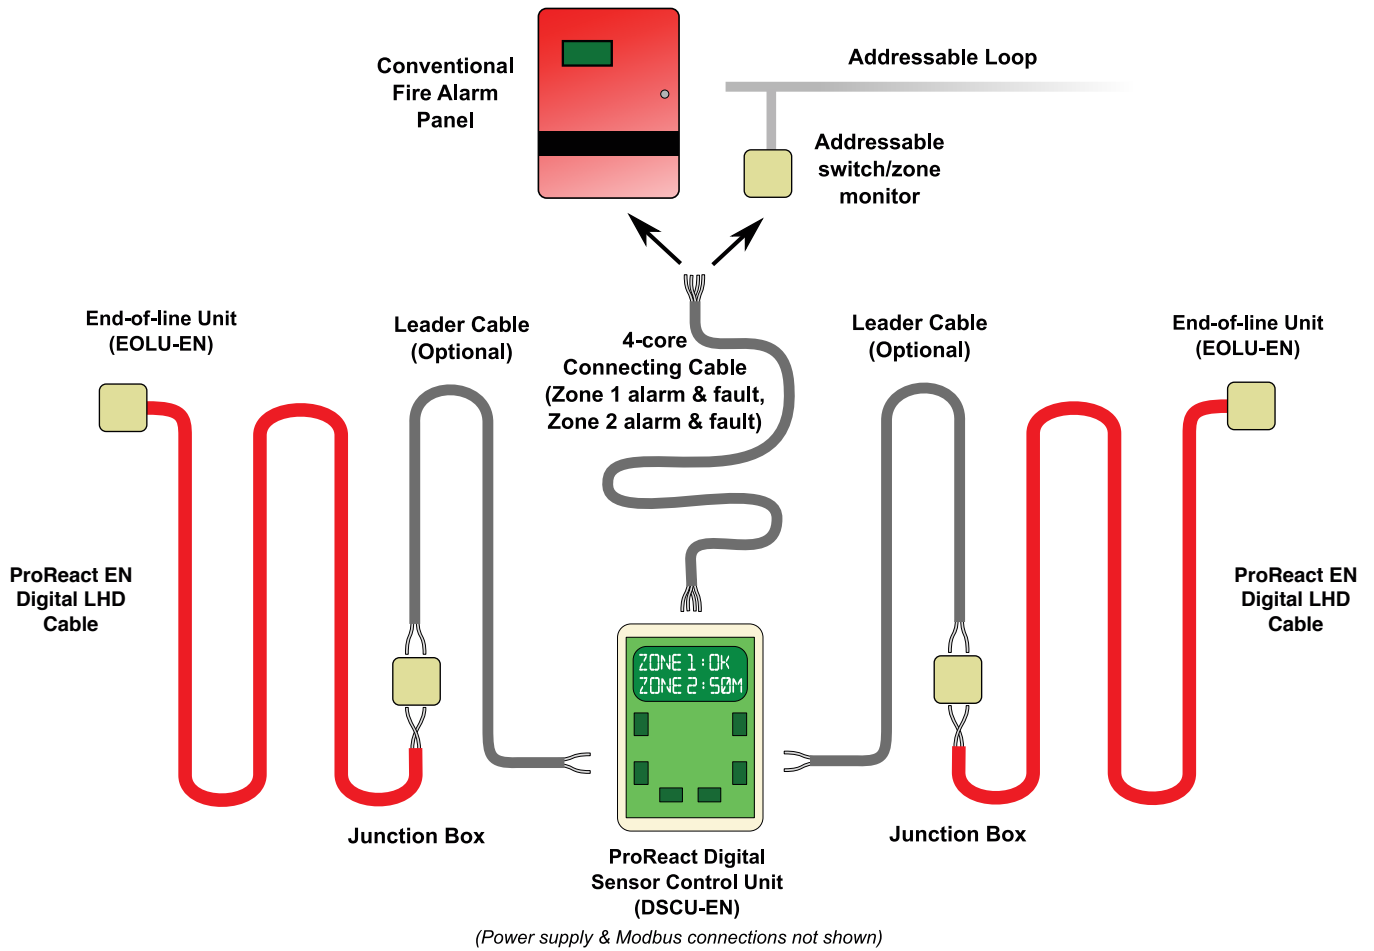 Conventional
Fire Alarm
Panel
Addressable Loop
Addressable
switch/zone
monitor
End-of-line Unit
(EOLU-EN)
Leader Cable
(Optional)
4-core
Connecting Cable
(Zone 1 alarm & fault,
Zone 2 alarm & fault)
Leader Cable
(Optional)
End-of-line Unit
(EOLU-EN)
ProReact EN
Digital LHD
Cable
ProReact EN
Digital LHD
Cable
ZONE 1: OK
ZONE 2: 50M
Junction Box
Junction Box
ProReact Digital
Sensor Control Unit
(DSCU-EN)
(Power supply & Modbus connections not shown)